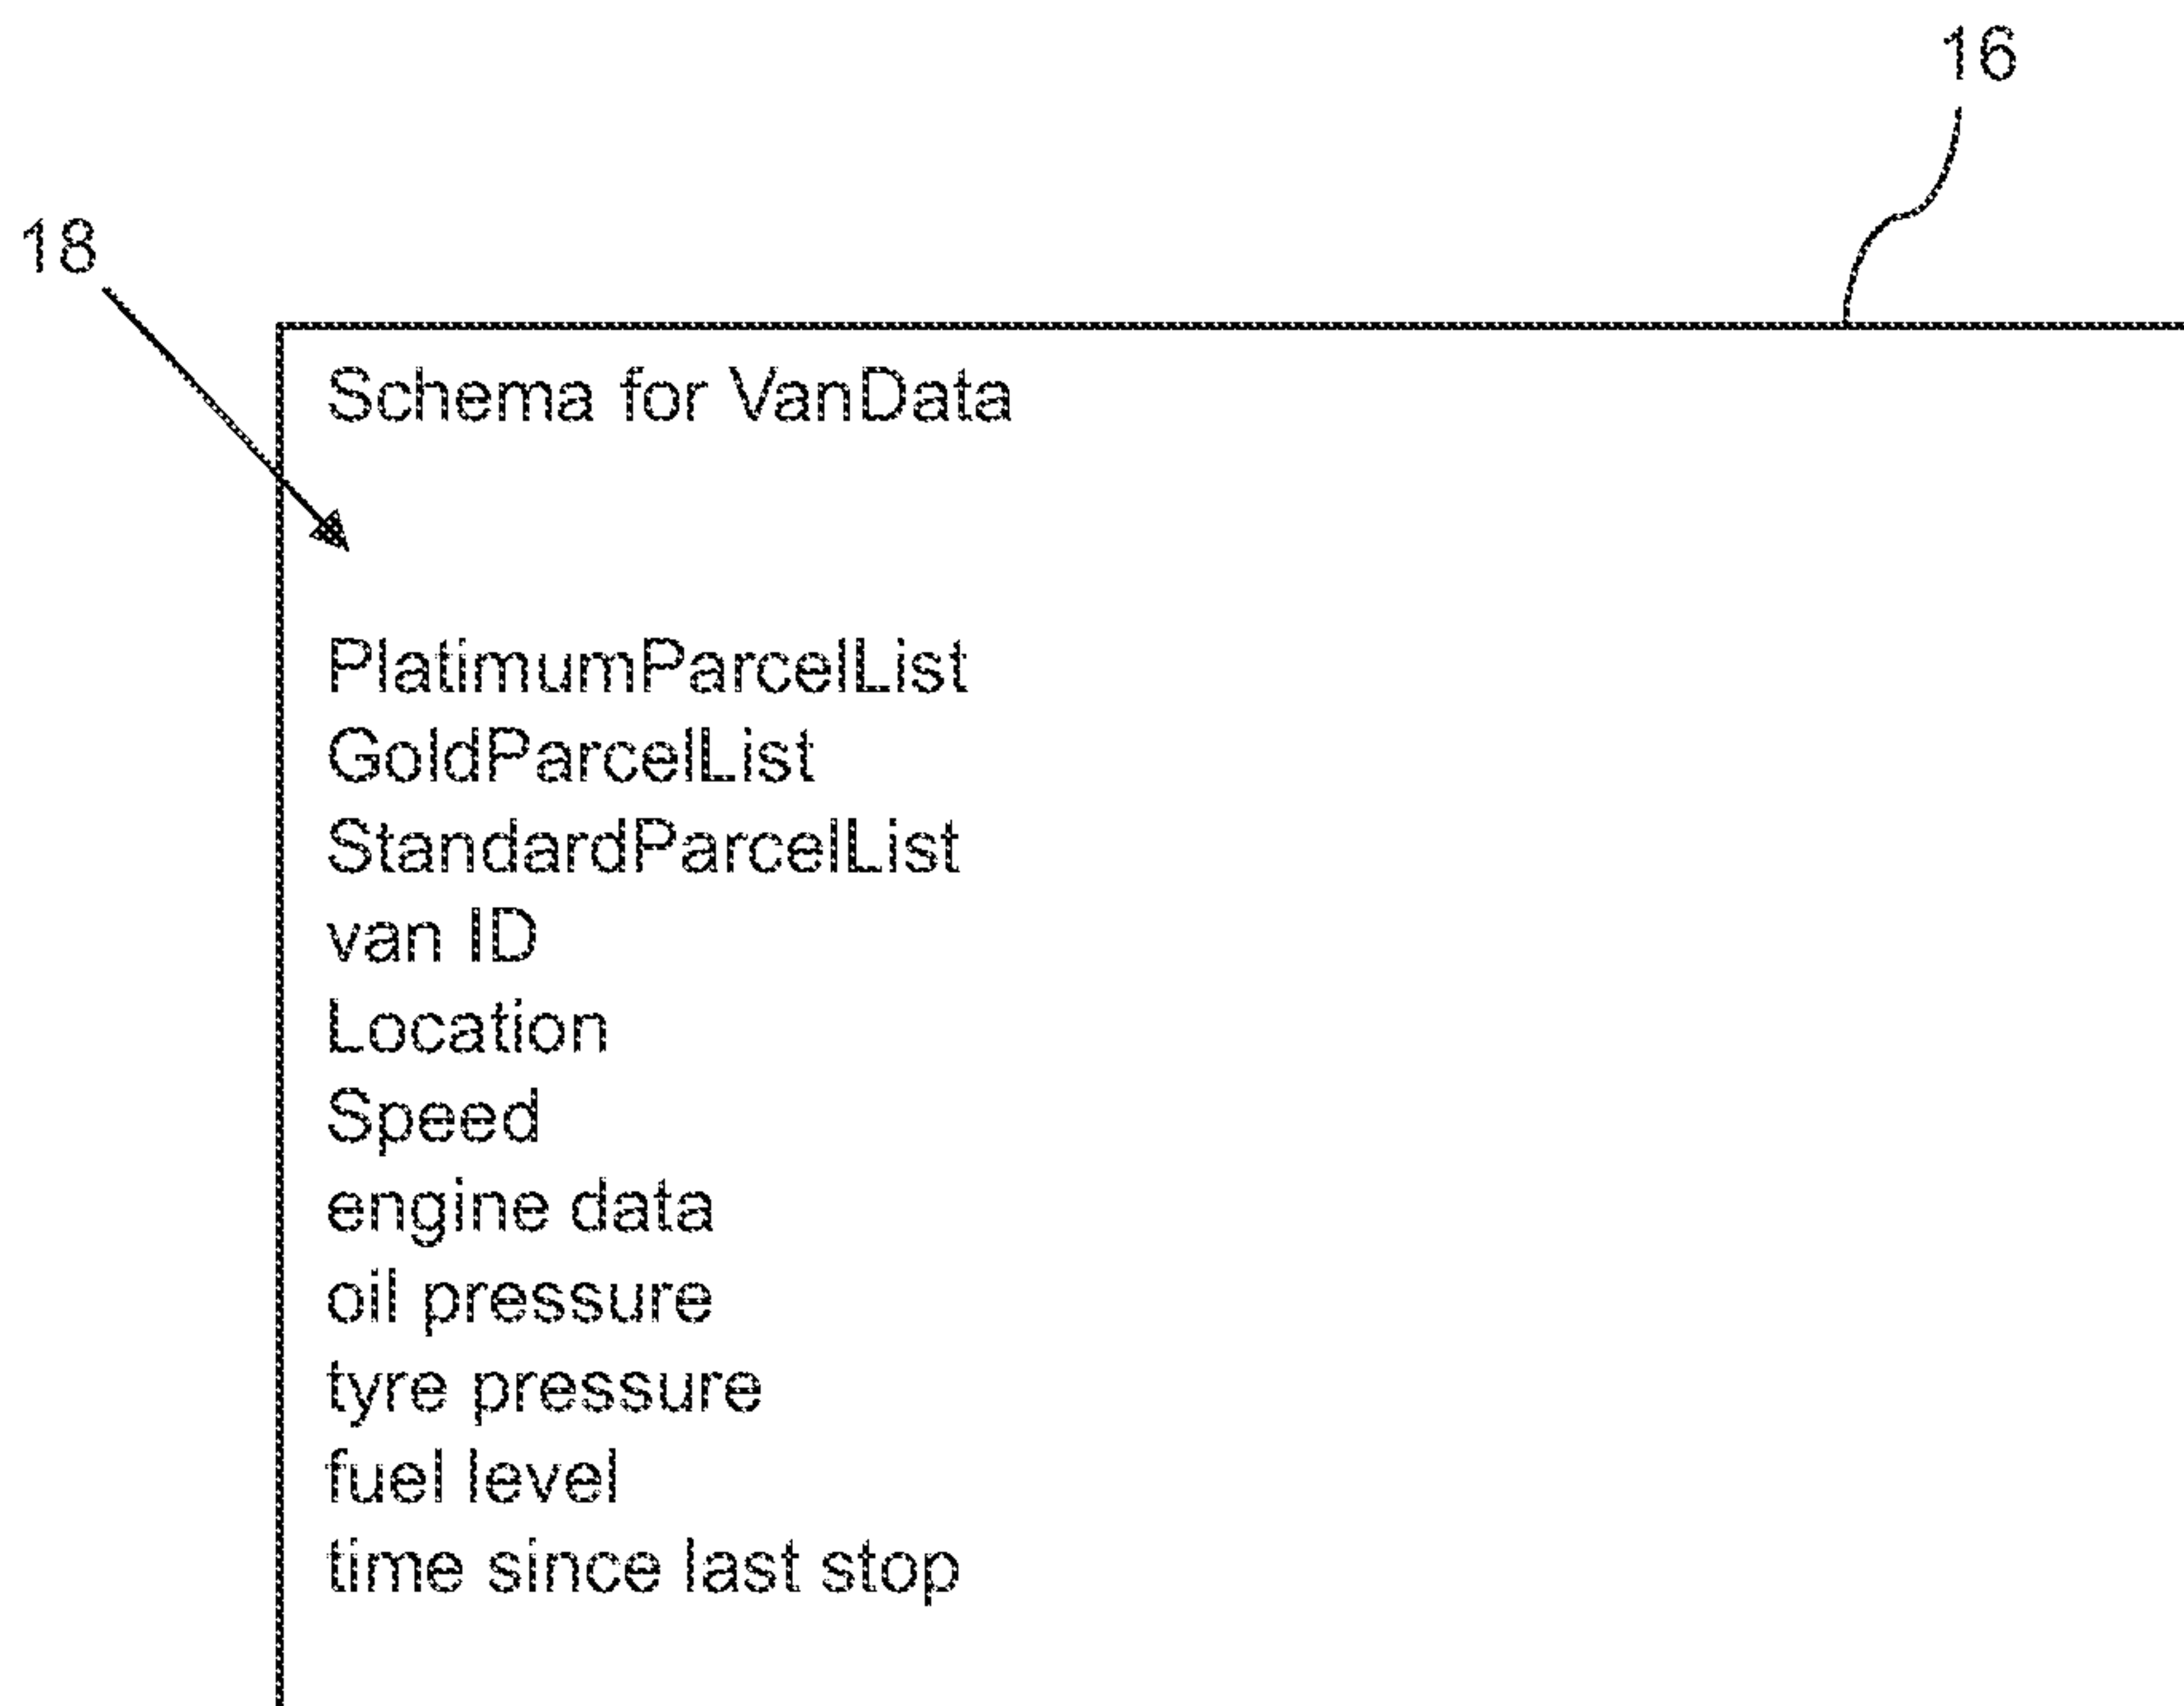 16
18
Schema for VanData
PlatimumParcelList
GoldParcelList
StandardParcelList
van ID
Location
Speed
engine data
oil pressure
tyre pressure
fuel level
time since last stop